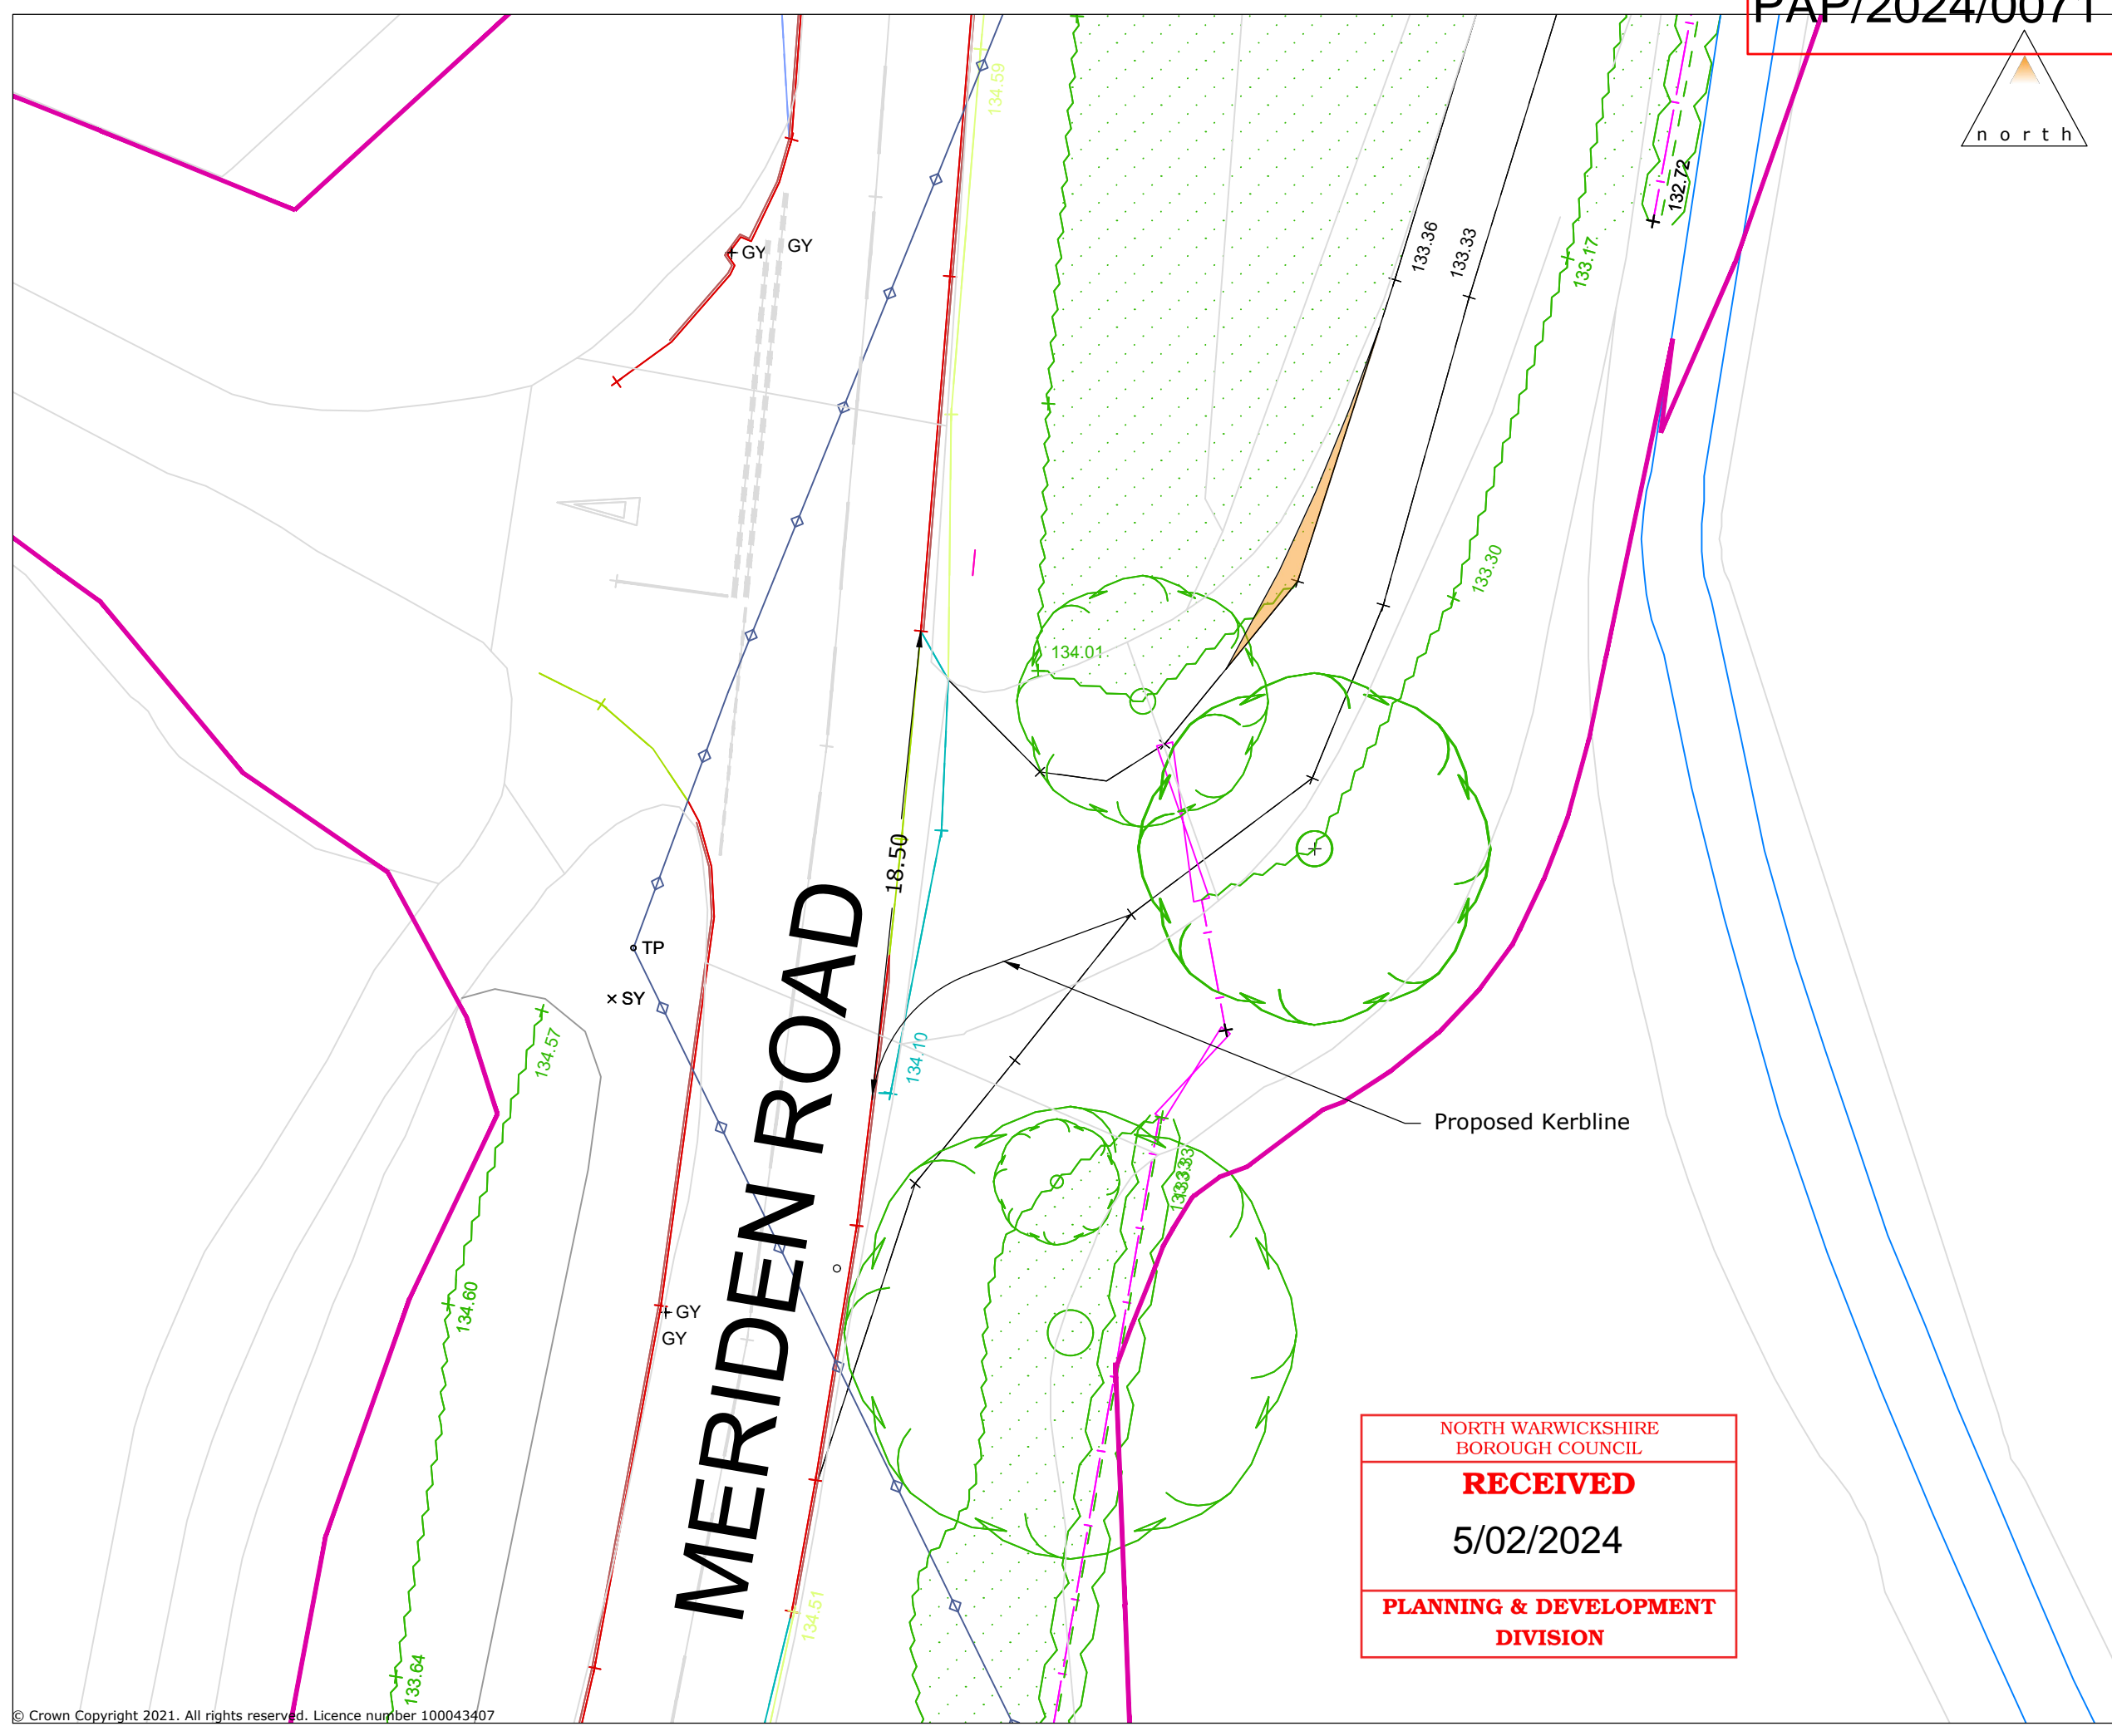 PAP/2024/0071
north
134.59
132.72
GY
GY
133.36
133.33
133.17
133.30
134.01
18.50
TP
SY
134.57
134.10
Proposed Kerbline
MERIDEN ROAD
134.60
GY
GY
134.51
133.64
NORTH WARWICKSHIRE
BOROUGH COUNCIL
RECEIVED
5/02/2024
PLANNING & DEVELOPMENT
DIVISION
© Crown Copyright 2021. All rights reserved. Licence number 100043407